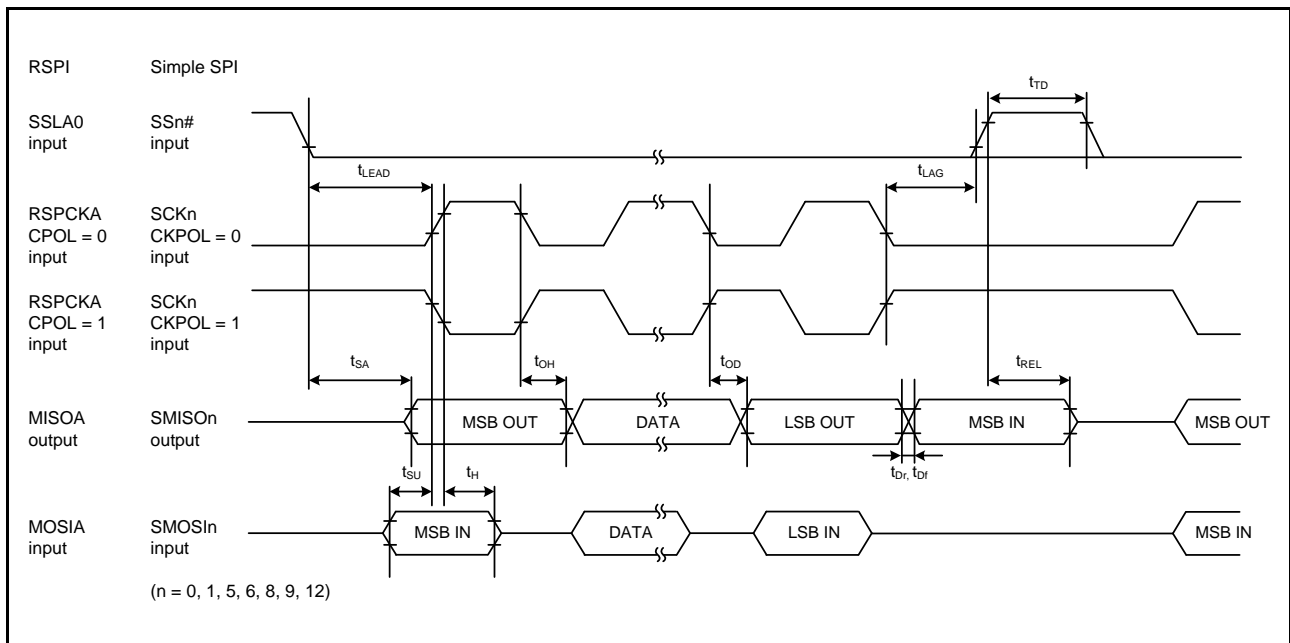 RSPI Simple SPI
tTD
SSLA0 SSn#
input input
tLEAD tLAG
RSPCKA SCKn
CPOL = 0 CKPOL = 0
input input
RSPCKA SCKn
CPOL = 1 CKPOL = 1
input input
tSA tOH tOD tREL
MISOA SMISOn
output output
MSB OUT DATA LSB OUT MSB IN MSB OUT
tSU tH tDr, tDf
MOSIA SMOSIn
input input
MSB IN DATA LSB IN MSB IN
(n = 0, 1, 5, 6, 8, 9, 12)